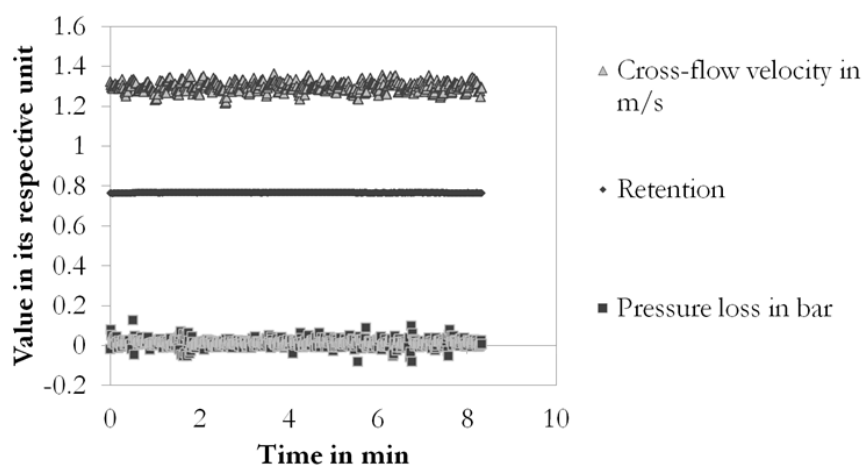 1.6
1.4
1.2
1
0.8
0.6
0.4
0.2
0
-0.2
0 2 4 6 8 10
Value in its respective unit
Time in min
Cross-flow velocity in
m/s
Retention
Pressure loss in bar